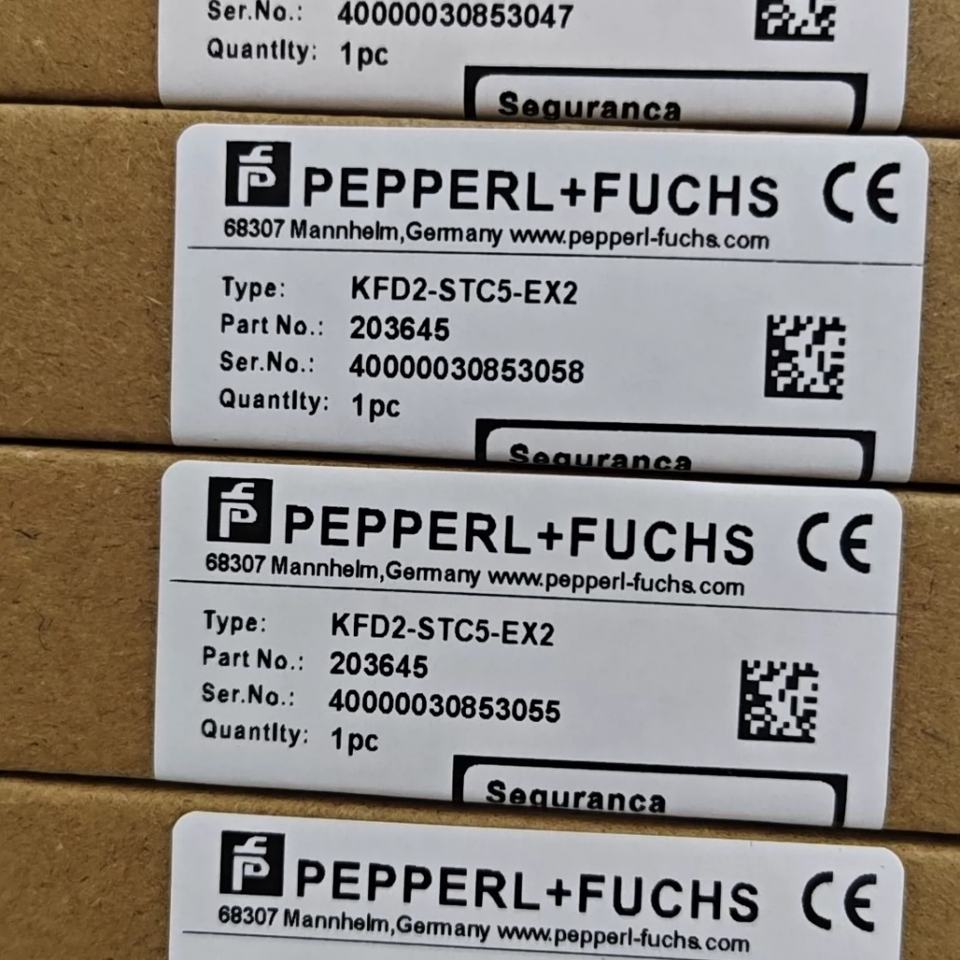 Ser.No.: 40000030853047
Quantity: 1pc
Seguranca
PEPPERL+FUCHS CE
68307 Mannhelm,Germany www.pepperl-fuchs.com
Type: KFD2-STC5-EX2
Part No.: 203645
Ser.No.: 40000030853058
Quantity: 1pc
Seguranca
PEPPERL+FUCHS CE
68307 Mannhelm,Germany www.pepperl-fuchs.com
Type: KFD2-STC5-EX2
Part No.: 203645
Ser.No.: 40000030853055
Quantity: 1pc
Seguranca
PEPPERL+FUCHS CE
68307 Mannhelm,Germany www.pepperl-fuchs.com